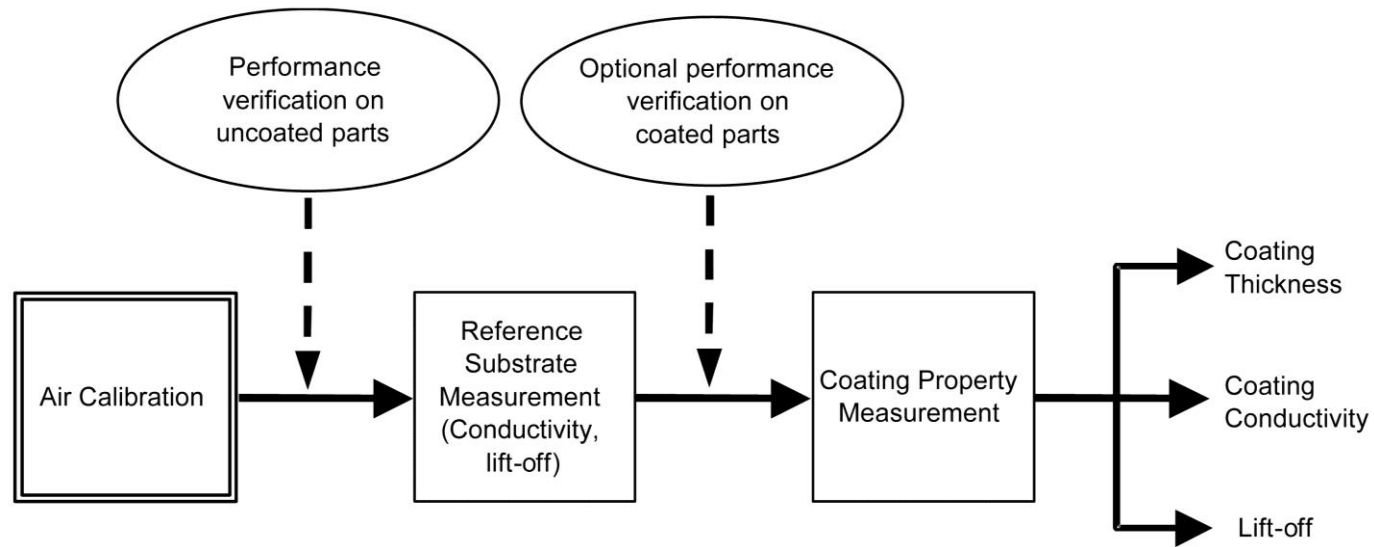 Performance
verification on
uncoated parts
Optional performance
verification on
coated parts
Air Calibration
Reference
Substrate
Measurement
(Conductivity,
lift-off)
Coating Property
Measurement
Coating
Thickness
Coating
Conductivity
Lift-off